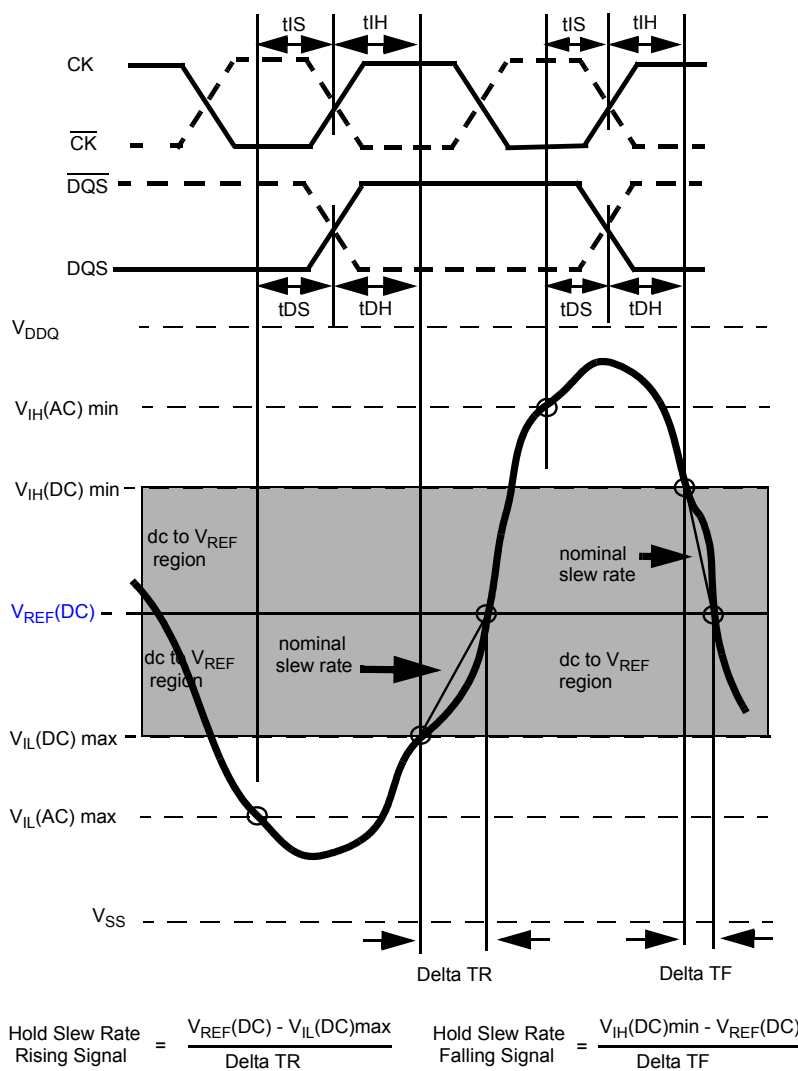 tIS tIH tIS tIH
CK
CK
DQS
DQS
tDS tDH tDS tDH
VDDQ
VIH(AC) min
VIH(DC) min
dc to VREF
region
nominal
slew rate
VREF(DC)
dc to VREF
region
nominal
slew rate
dc to VREF
region
VIL(DC) max
VIL(AC) max
VSS
Delta TR Delta TF
Hold Slew Rate
Rising Signal
=
VREF(DC) - VIL(DC)max
Delta TR
Hold Slew Rate
Falling Signal
=
VIH(DC)min - VREF(DC)
Delta TF